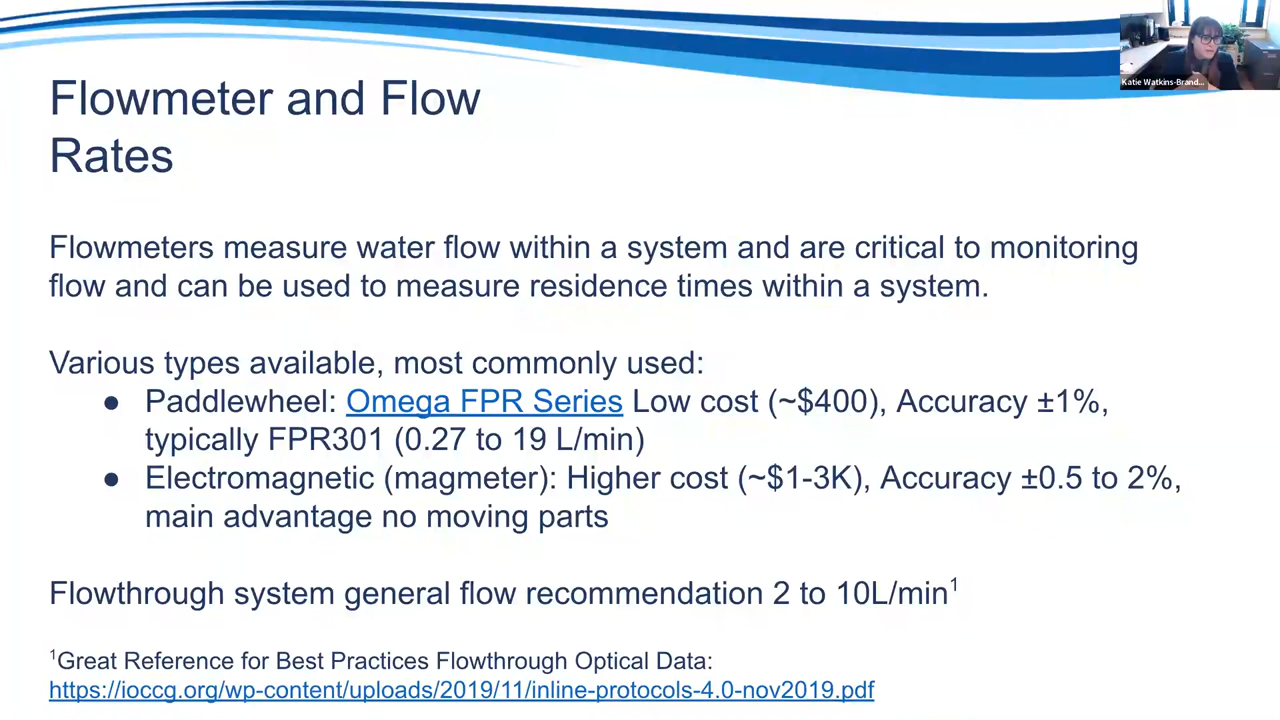 Katie Watkins-Brand...
Flowmeter and Flow
Rates
Flowmeters measure water flow within a system and are critical to monitoring
flow and can be used to measure residence times within a system.
Various types available, most commonly used:
● Paddlewheel: Omega FPR Series Low cost (~$400), Accuracy ±1%,
typically FPR301 (0.27 to 19 L/min)
● Electromagnetic (magmeter): Higher cost (~$1-3K), Accuracy ±0.5 to 2%,
main advantage no moving parts
Flowthrough system general flow recommendation 2 to 10L/min¹
¹Great Reference for Best Practices Flowthrough Optical Data:
https://ioccg.org/wp-content/uploads/2019/11/inline-protocols-4.0-nov2019.pdf